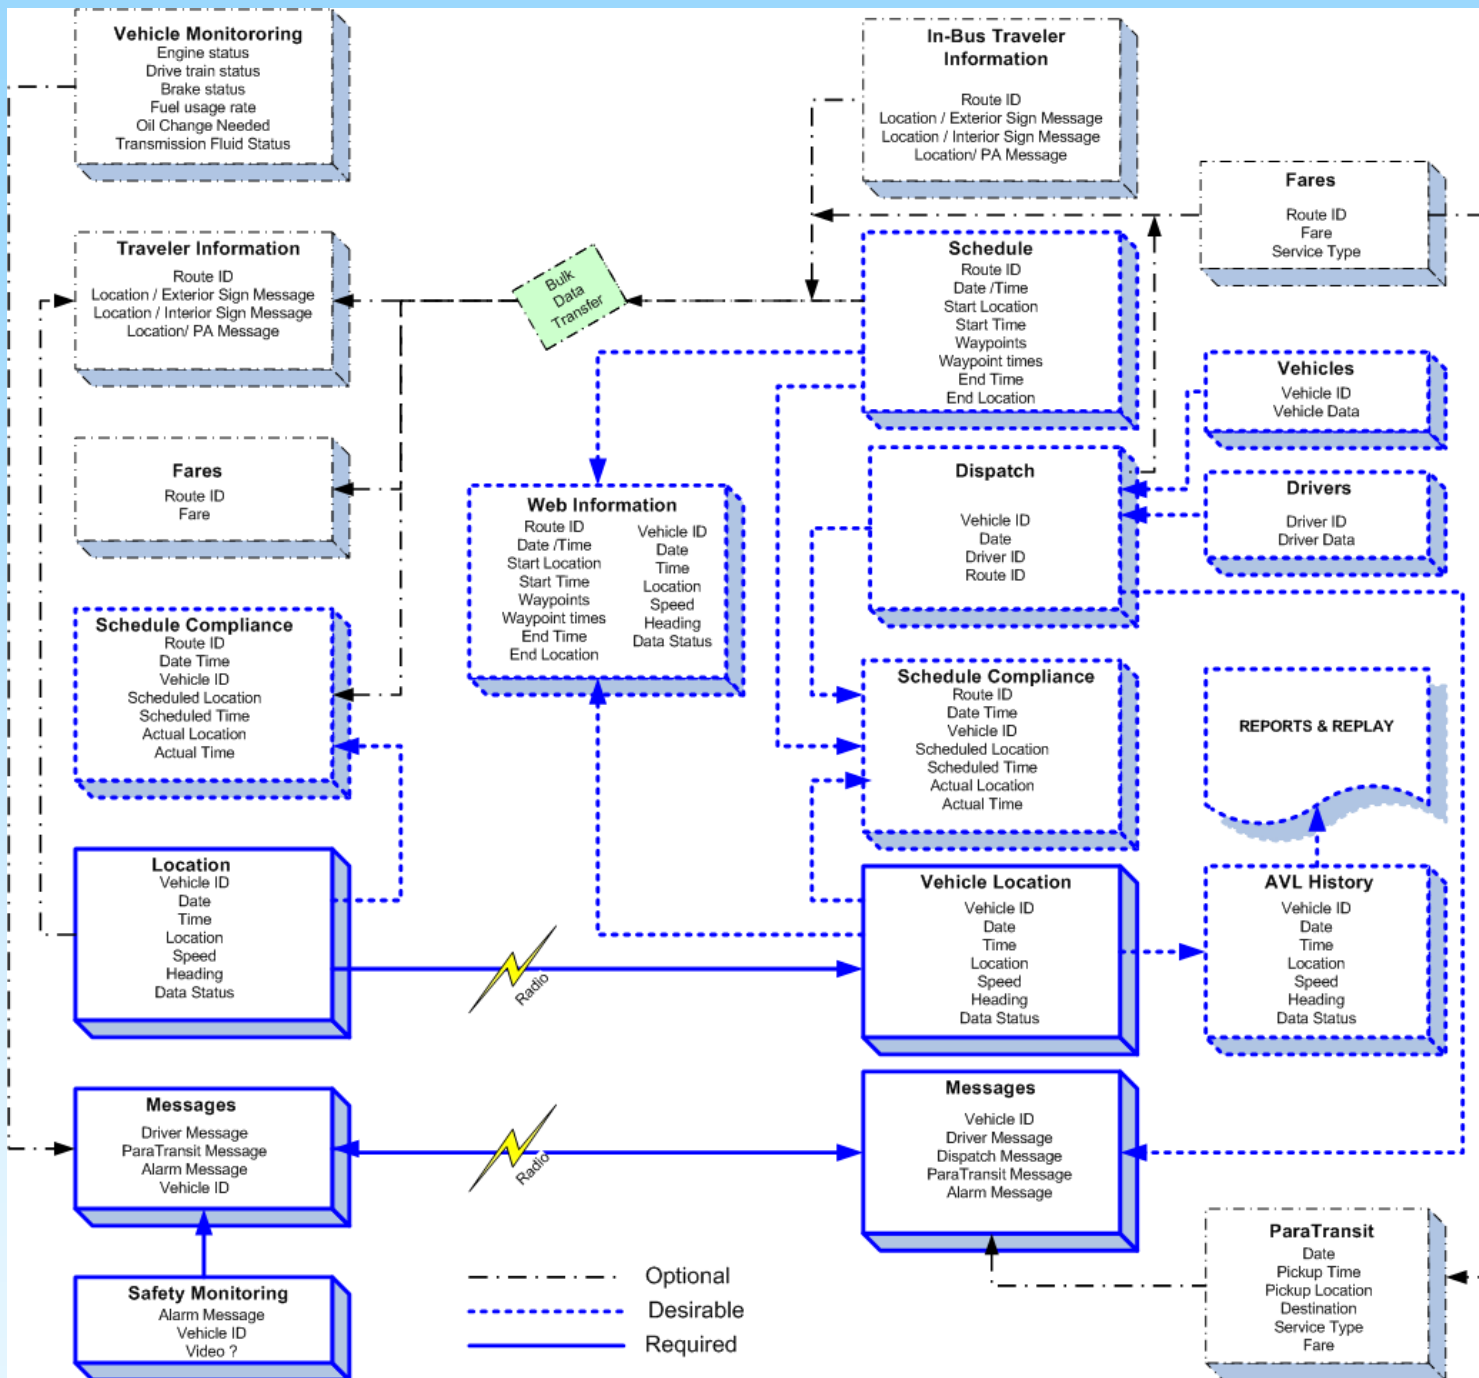 Vehicle Monitororing
Engine status
Drive train status
Brake status
Fuel usage rate
Oil Change Needed
Transmission Fluid Status
In-Bus Traveler
Information
Route ID
Location / Exterior Sign Message
Location / Interior Sign Message
Location/ PA Message
Fares
Route ID
Fare
Service Type
Traveler Information
Route ID
Location / Exterior Sign Message
Location / Interior Sign Message
Location/ PA Message
Bulk
Data
Transfer
Schedule
Route ID
Date /Time
Start Location
Start Time
Waypoints
Waypoint times
End Time
End Location
Vehicles
Vehicle ID
Vehicle Data
Fares
Route ID
Fare
Web Information
Route ID
Date /Time
Start Location
Start Time
Waypoints
Waypoint times
End Time
End Location
Vehicle ID
Date
Time
Location
Speed
Heading
Data Status
Dispatch
Vehicle ID
Date
Driver ID
Route ID
Drivers
Driver ID
Driver Data
Schedule Compliance
Route ID
Date Time
Vehicle ID
Scheduled Location
Scheduled Time
Actual Location
Actual Time
Schedule Compliance
Route ID
Date Time
Vehicle ID
Scheduled Location
Scheduled Time
Actual Location
Actual Time
REPORTS & REPLAY
Location
Vehicle ID
Date
Time
Location
Speed
Heading
Data Status
Radio
Vehicle Location
Vehicle ID
Date
Time
Location
Speed
Heading
Data Status
AVL History
Vehicle ID
Date
Time
Location
Speed
Heading
Data Status
Messages
Driver Message
ParaTransit Message
Alarm Message
Vehicle ID
Radio
Messages
Vehicle ID
Driver Message
Dispatch Message
ParaTransit Message
Alarm Message
Safety Monitoring
Alarm Message
Vehicle ID
Video ?
Optional
Desirable
Required
ParaTransit
Date
Pickup Time
Pickup Location
Destination
Service Type
Fare